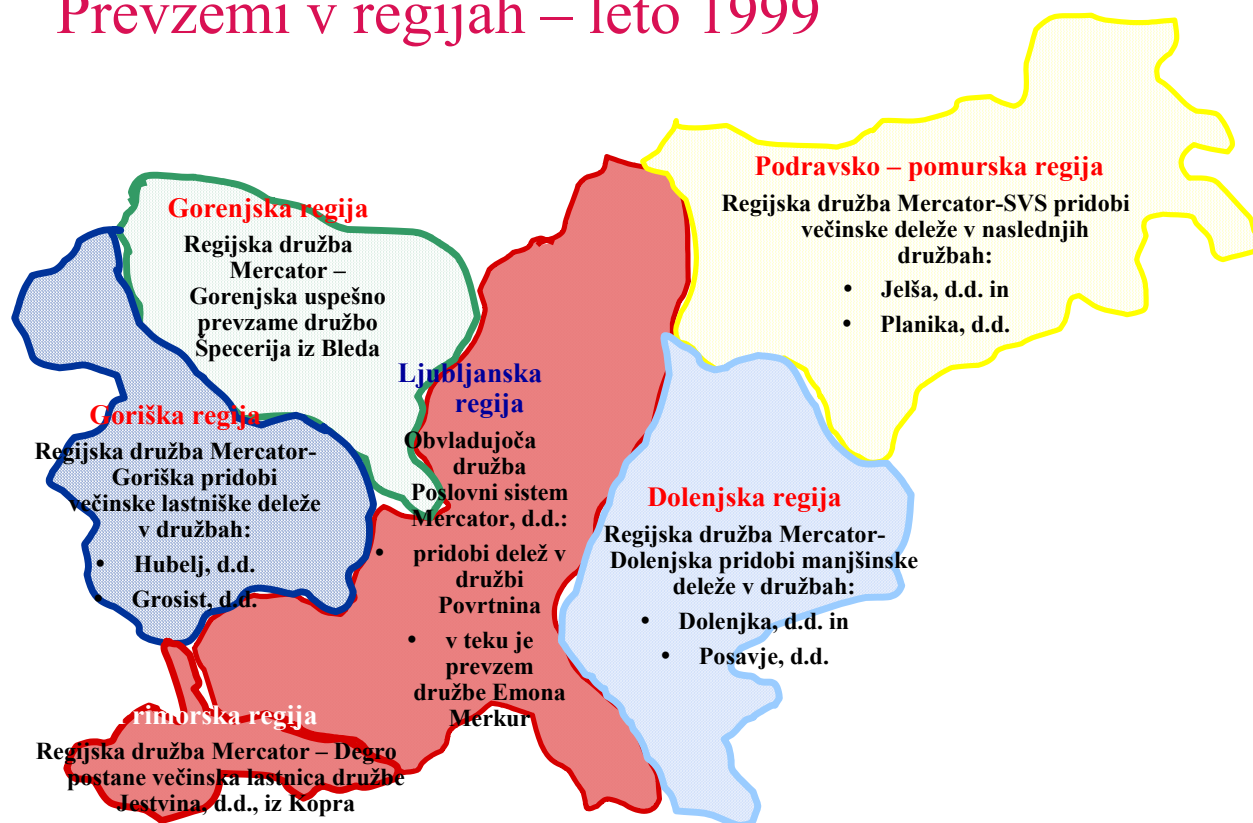 Prevzemi v regijah – leto 1999
Podravsko – pomurska regija
Regijska družba Mercator-SVS pridobi
večinske deleže v naslednjih
družbah:
• Jelša, d.d. in
• Planika, d.d.
Gorenjska regija
Regijska družba
Mercator –
Gorenjska uspešno
prevzame družbo
Špecerija iz Bleda
Ljubljanska
regija
Obvladujoča
družba
Poslovni sistem
Mercator, d.d.:
• pridobi delež v
družbi
Povrtnina
• v teku je
prevzem
družbe Emona
Merkur
Goriška regija
Regijska družba Mercator-
Goriška pridobi
večinske lastniške deleže
v družbah:
• Hubelj, d.d.
• Grosist, d.d.
Dolenjska regija
Regijska družba Mercator-
Dolenjska pridobi manjšinske
deleže v družbah:
• Dolenjka, d.d. in
• Posavje, d.d.
Primorska regija
Regijska družba Mercator – Degro
postane večinska lastnica družbe
Jestvina, d.d., iz Kopra